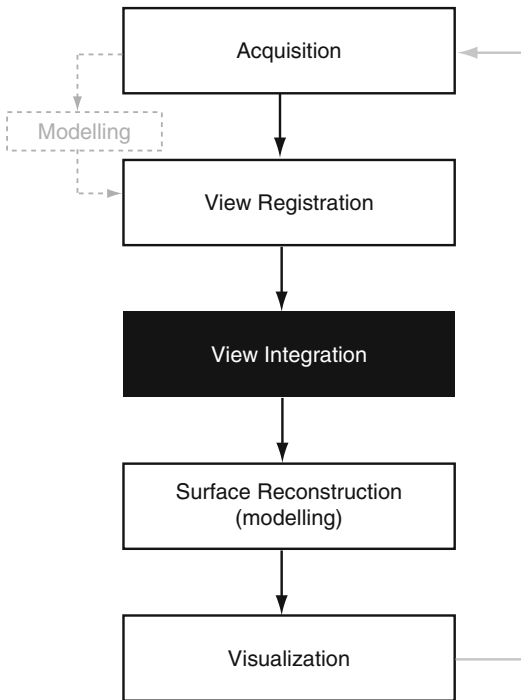 Acquisition
Modelling
View Registration
View Integration
Surface Reconstruction
(modelling)
Visualization